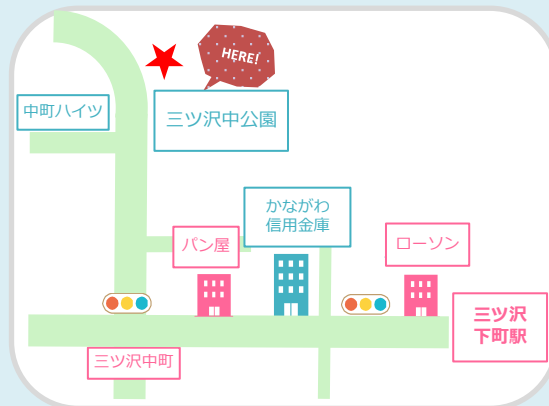 HERE!
中町ハイツ
三ツ沢中公園
かながわ
信用金庫
パン屋
ローソン
三ツ沢
下町駅
三ツ沢中町